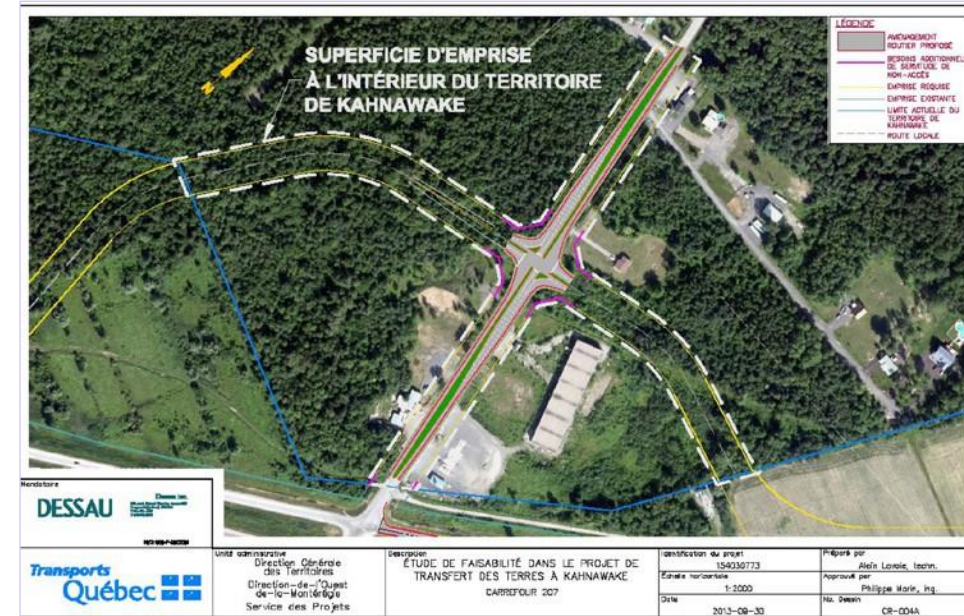 SUPERFICIE D'EMPRISE
À L'INTÉRIEUR DU TERRITOIRE
DE KAHNAWAKE
N
LÉGENDE
AMÉNAGEMENT
ROUTIER PROPOSÉ
BESOINS ADDITIONNELS
DE SERVITUDE DE
NON-ACCÈS
EMPRISE REQUISE
EMPRISE EXISTANTE
LIMITE ACTUELLE DU
TERRITOIRE DE
KAHNAWAKE
ROUTE LOCALE
Mandataire
DESSAU
Dessau inc.
Transports
Québec
Unité administrative
Direction Générale
des Territoires
Direction-de-l'Ouest
de-la-Montérégie
Service des Projets
Description
ÉTUDE DE FAISABILITÉ DANS LE PROJET DE
TRANSFERT DES TERRES À KAHNAWAKE
CARREFOUR 207
Identification du projet
154030773
Échelle horizontale
1:2000
Date
2013-09-30
Préparé par
Alain Lavoie, techn.
Approuvé par
Philippe Morin, ing.
No. Dessin
CR-004A